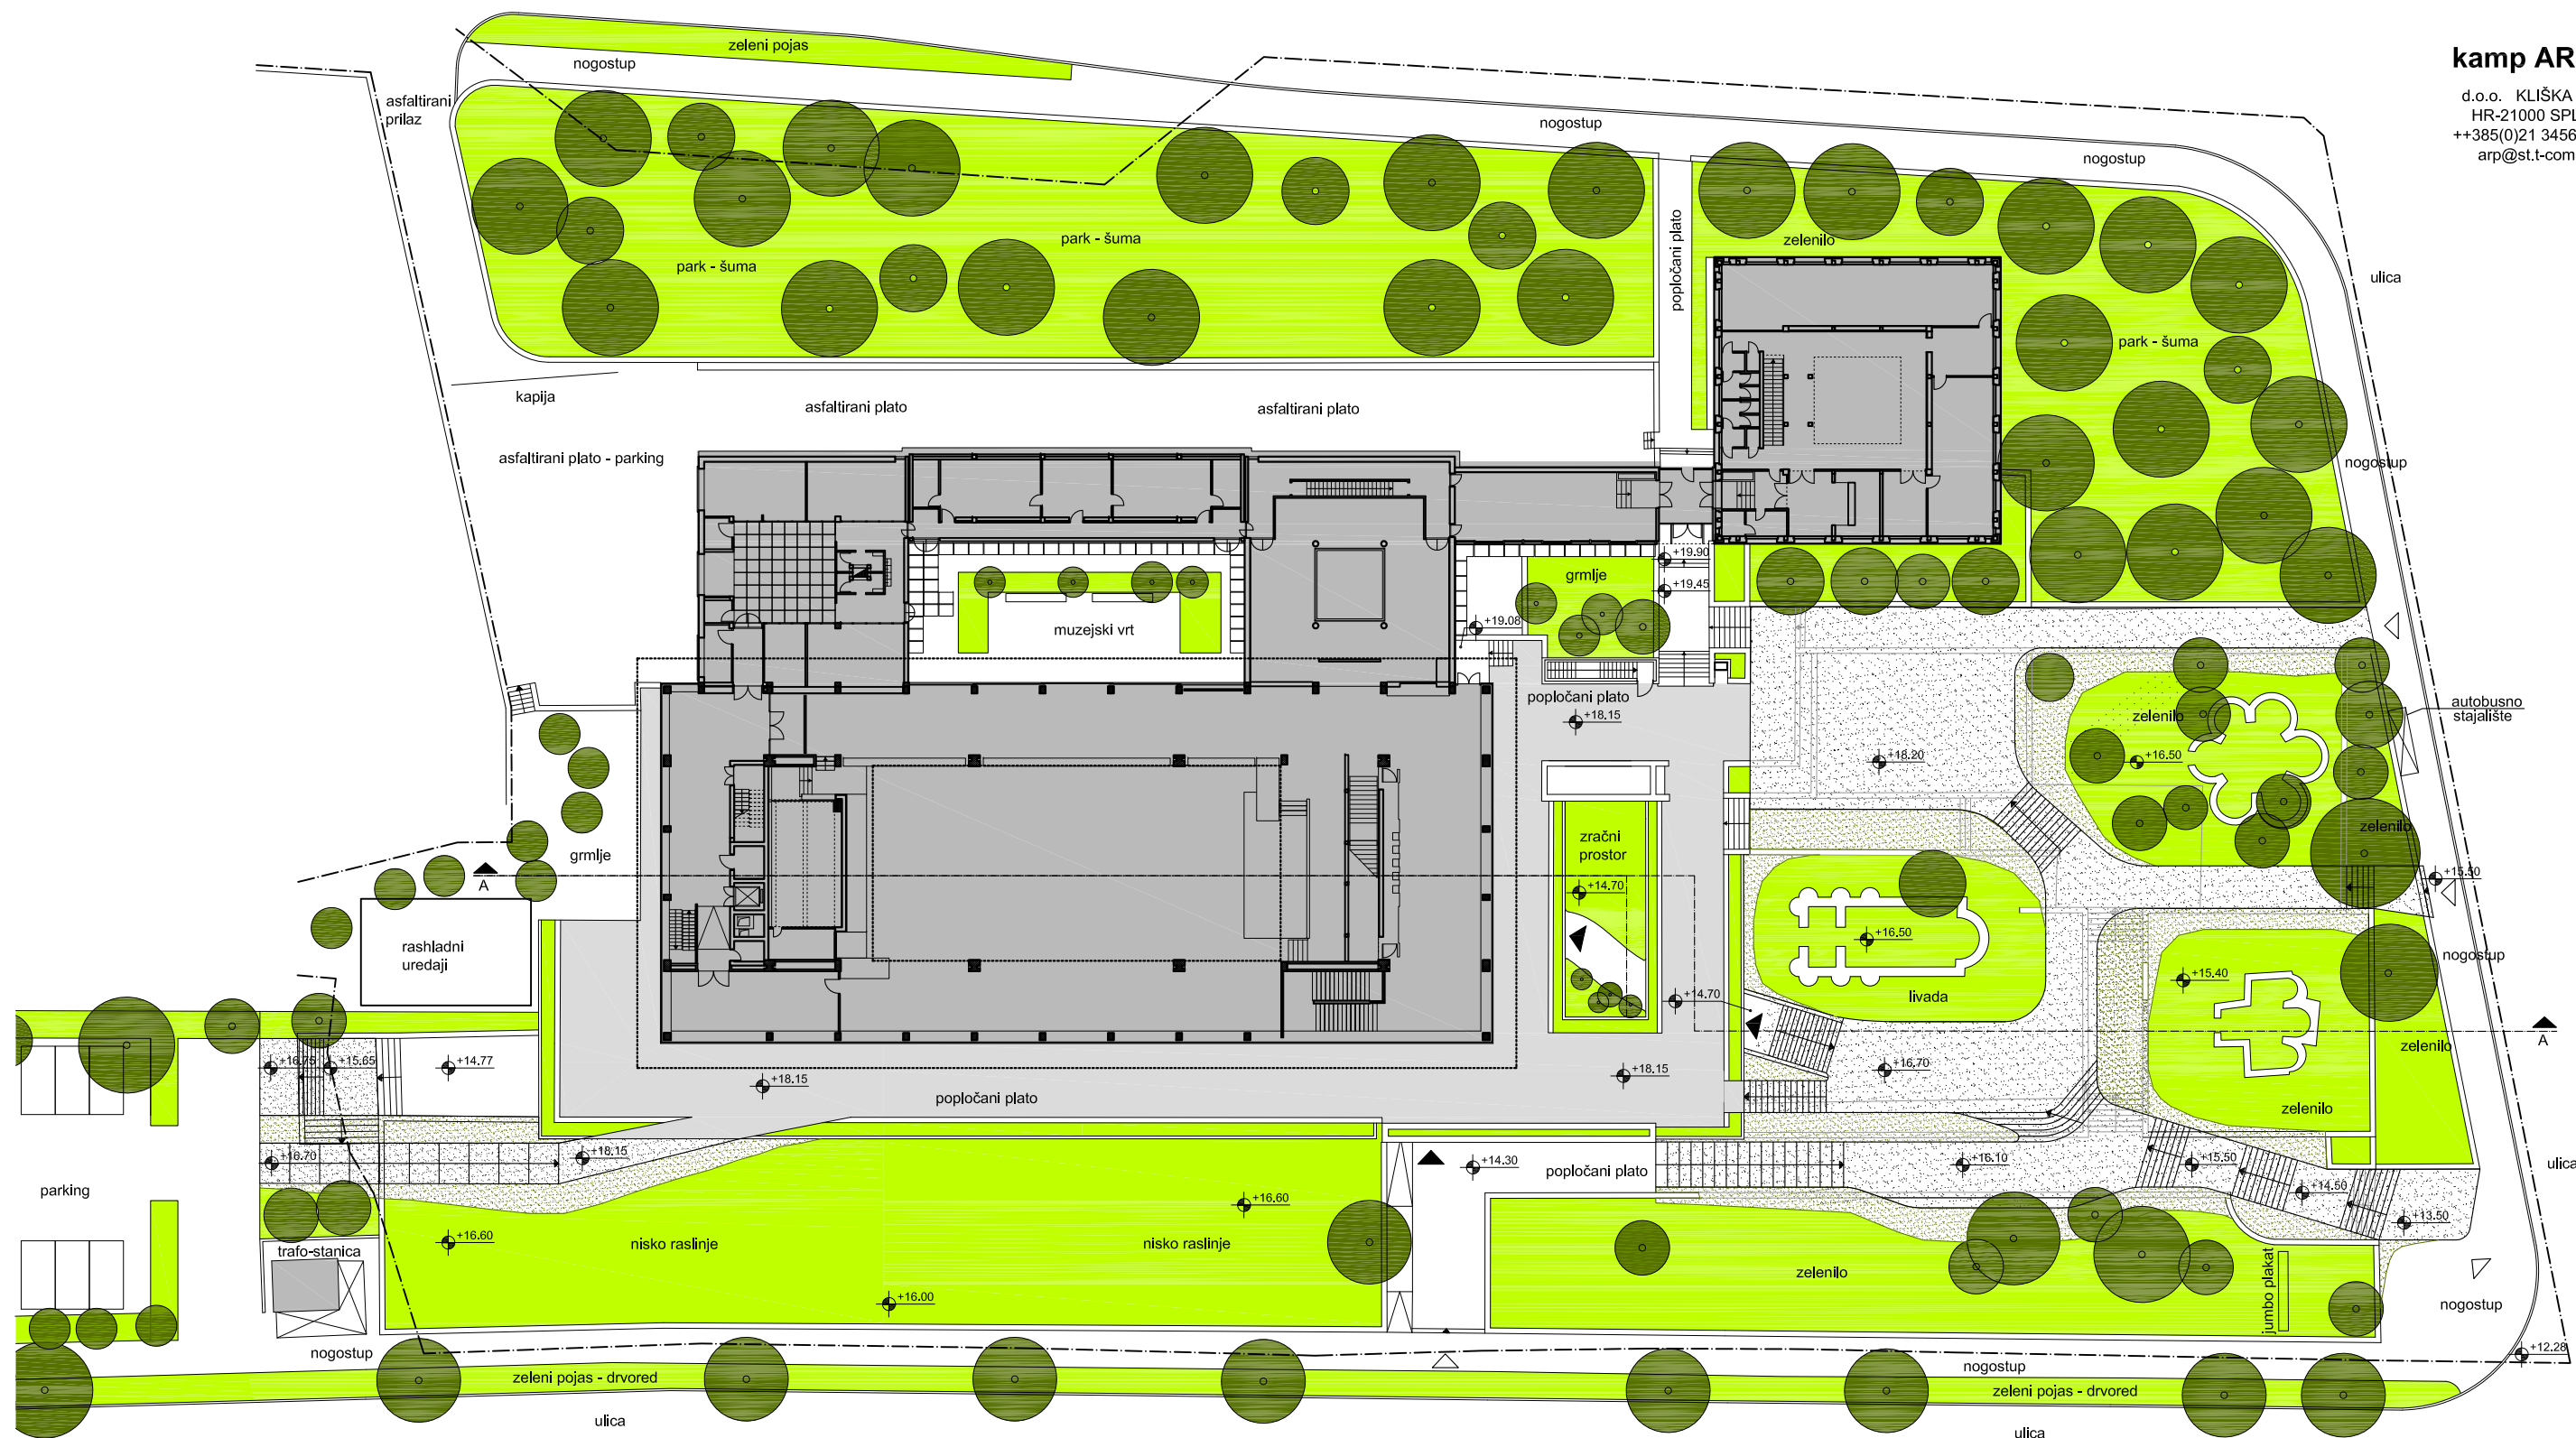 zeleni pojas
nogostup
kamp AR
d.o.o. KLIŠKA
HR-21000 SPL
++385(0)21 3456
arp@st.t-com
asfaltirani
prilaz
nogostup
nogostup
park - šuma
park - šuma
popločani plato
zelenilo
ulica
park - šuma
kapija
asfaltirani plato
asfaltirani plato
asfaltirani plato - parking
nogostup
+19.90
grmlje
+19.45
+19.08
muzejski vrt
popločani plato
+18.15
zelenilo
autobusno
stajalište
+18.20
+16.50
zračni
prostor
zelenilo
grmlje
A
+14.70
+15.50
rashladni
uredaji
+16,50
+15.40
nogostup
livada
+14.70
A
zelenilo
+16.75
+15.65
+14.77
+18.15
+18.15
+16.70
popločani plato
zelenilo
+16.70
+18.15
+14.30
popločani plato
+16.10
+15.50
ulica
parking
+14.50
+16.60
+13.50
+16.60
nisko raslinje
nisko raslinje
trafo-stanica
zelenilo
jumbo plakat
+16.00
nogostup
nogostup
+12.28
nogostup
zeleni pojas - drvored
zeleni pojas - drvored
ulica
ulica